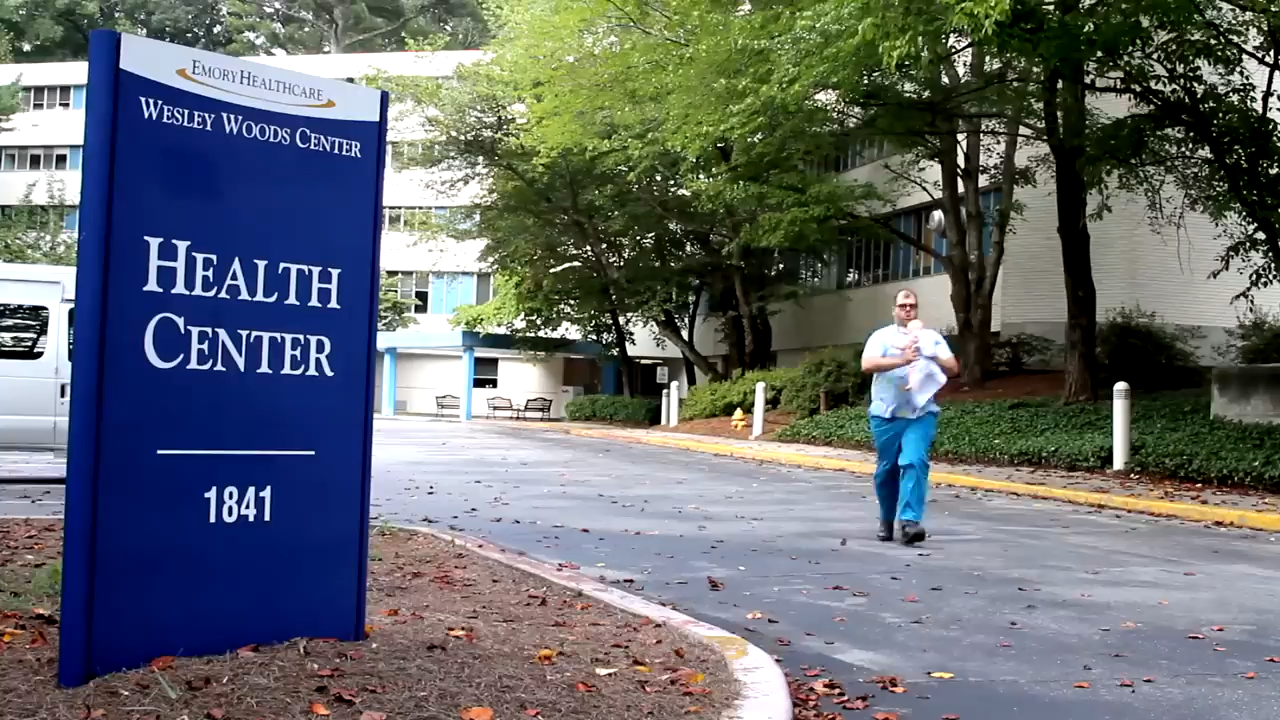 EMORY HEALTHCARE
WESLEY WOODS CENTER
HEALTH
CENTER
1841